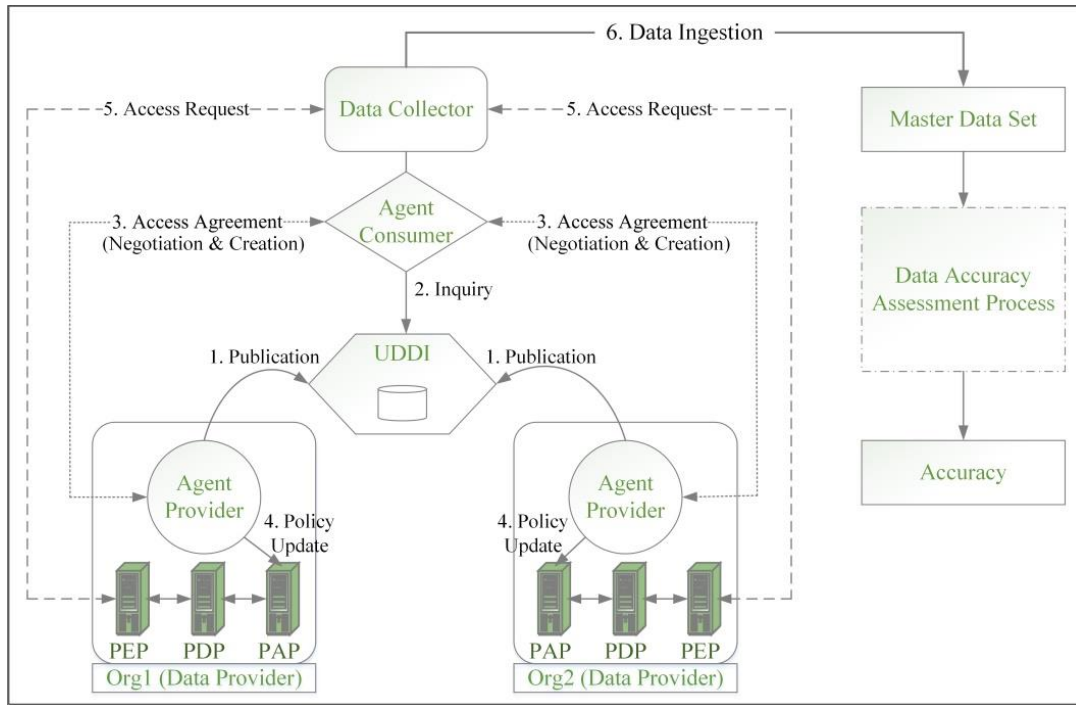 6. Data Ingestion
5. Access Request
Data Collector
5. Access Request
Master Data Set
3. Access Agreement
(Negotiation & Creation)
Agent
Consumer
3. Access Agreement
(Negotiation & Creation)
Data Accuracy
Assessment Process
2. Inquiry
1. Publication
UDDI
1. Publication
Agent
Provider
Agent
Provider
Accuracy
4. Policy
Update
4. Policy
Update
PEP
PDP
PAP
PAP
PDP
PEP
Org1 (Data Provider)
Org2 (Data Provider)